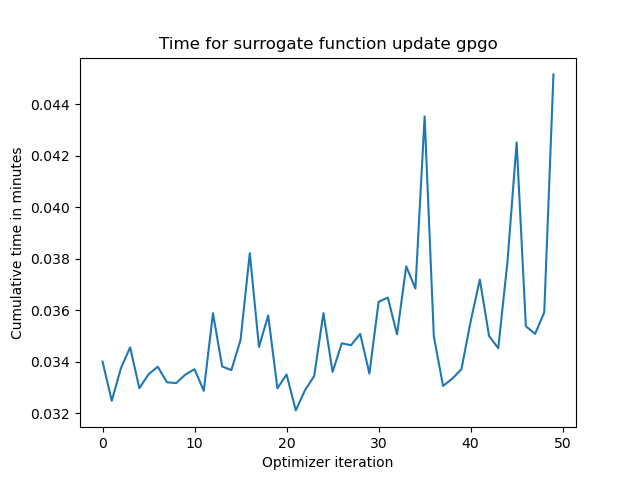 Time for surrogate function update gpgo
0.044
0.042
0.040
0.038
0.036
0.034
0.032
Cumulative time in minutes
0 10 20 30 40 50
Optimizer iteration